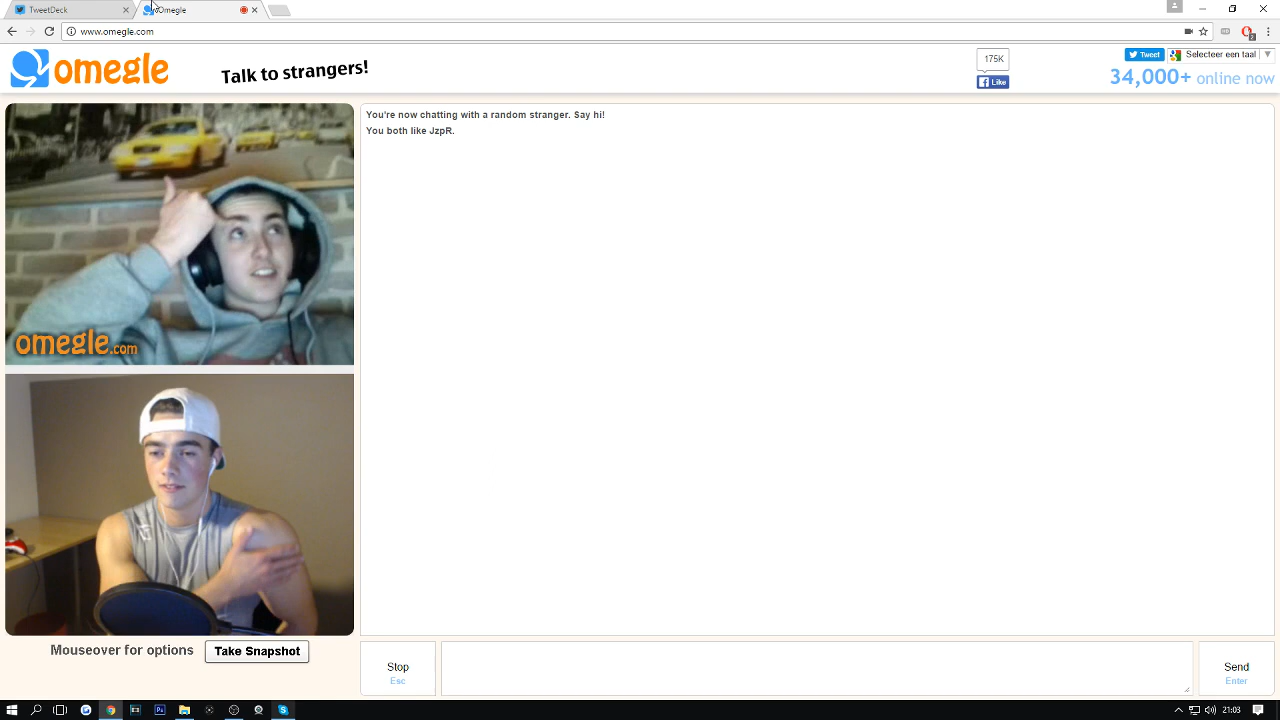 TweetDeck
Omegle
www.omegle.com
omegle
Talk to strangers!
175K
Like
Tweet
Selecteer een taal
34,000+ online now
You're now chatting with a random stranger. Say hi!
You both like JzpR.
omegle.com
Mouseover for options
Take Snapshot
Stop
Esc
Send
Enter
21:03